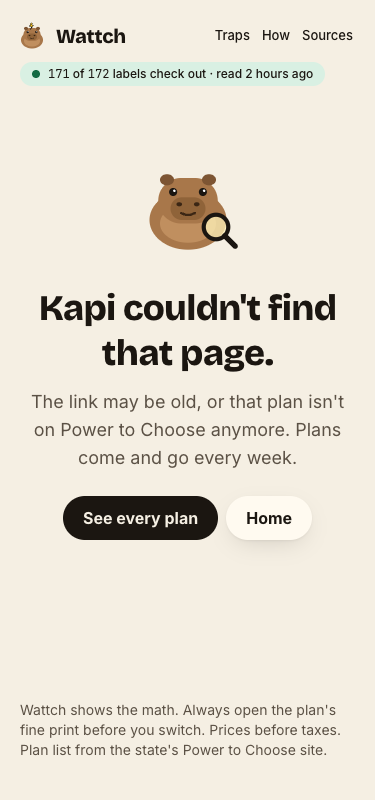 Wattch
Traps How Sources
171 of 172 labels check out · read 2 hours ago
Kapi couldn't find
that page.
The link may be old, or that plan isn't
on Power to Choose anymore. Plans
come and go every week.
See every plan
Home
Wattch shows the math. Always open the plan's
fine print before you switch. Prices before taxes.
Plan list from the state's Power to Choose site.